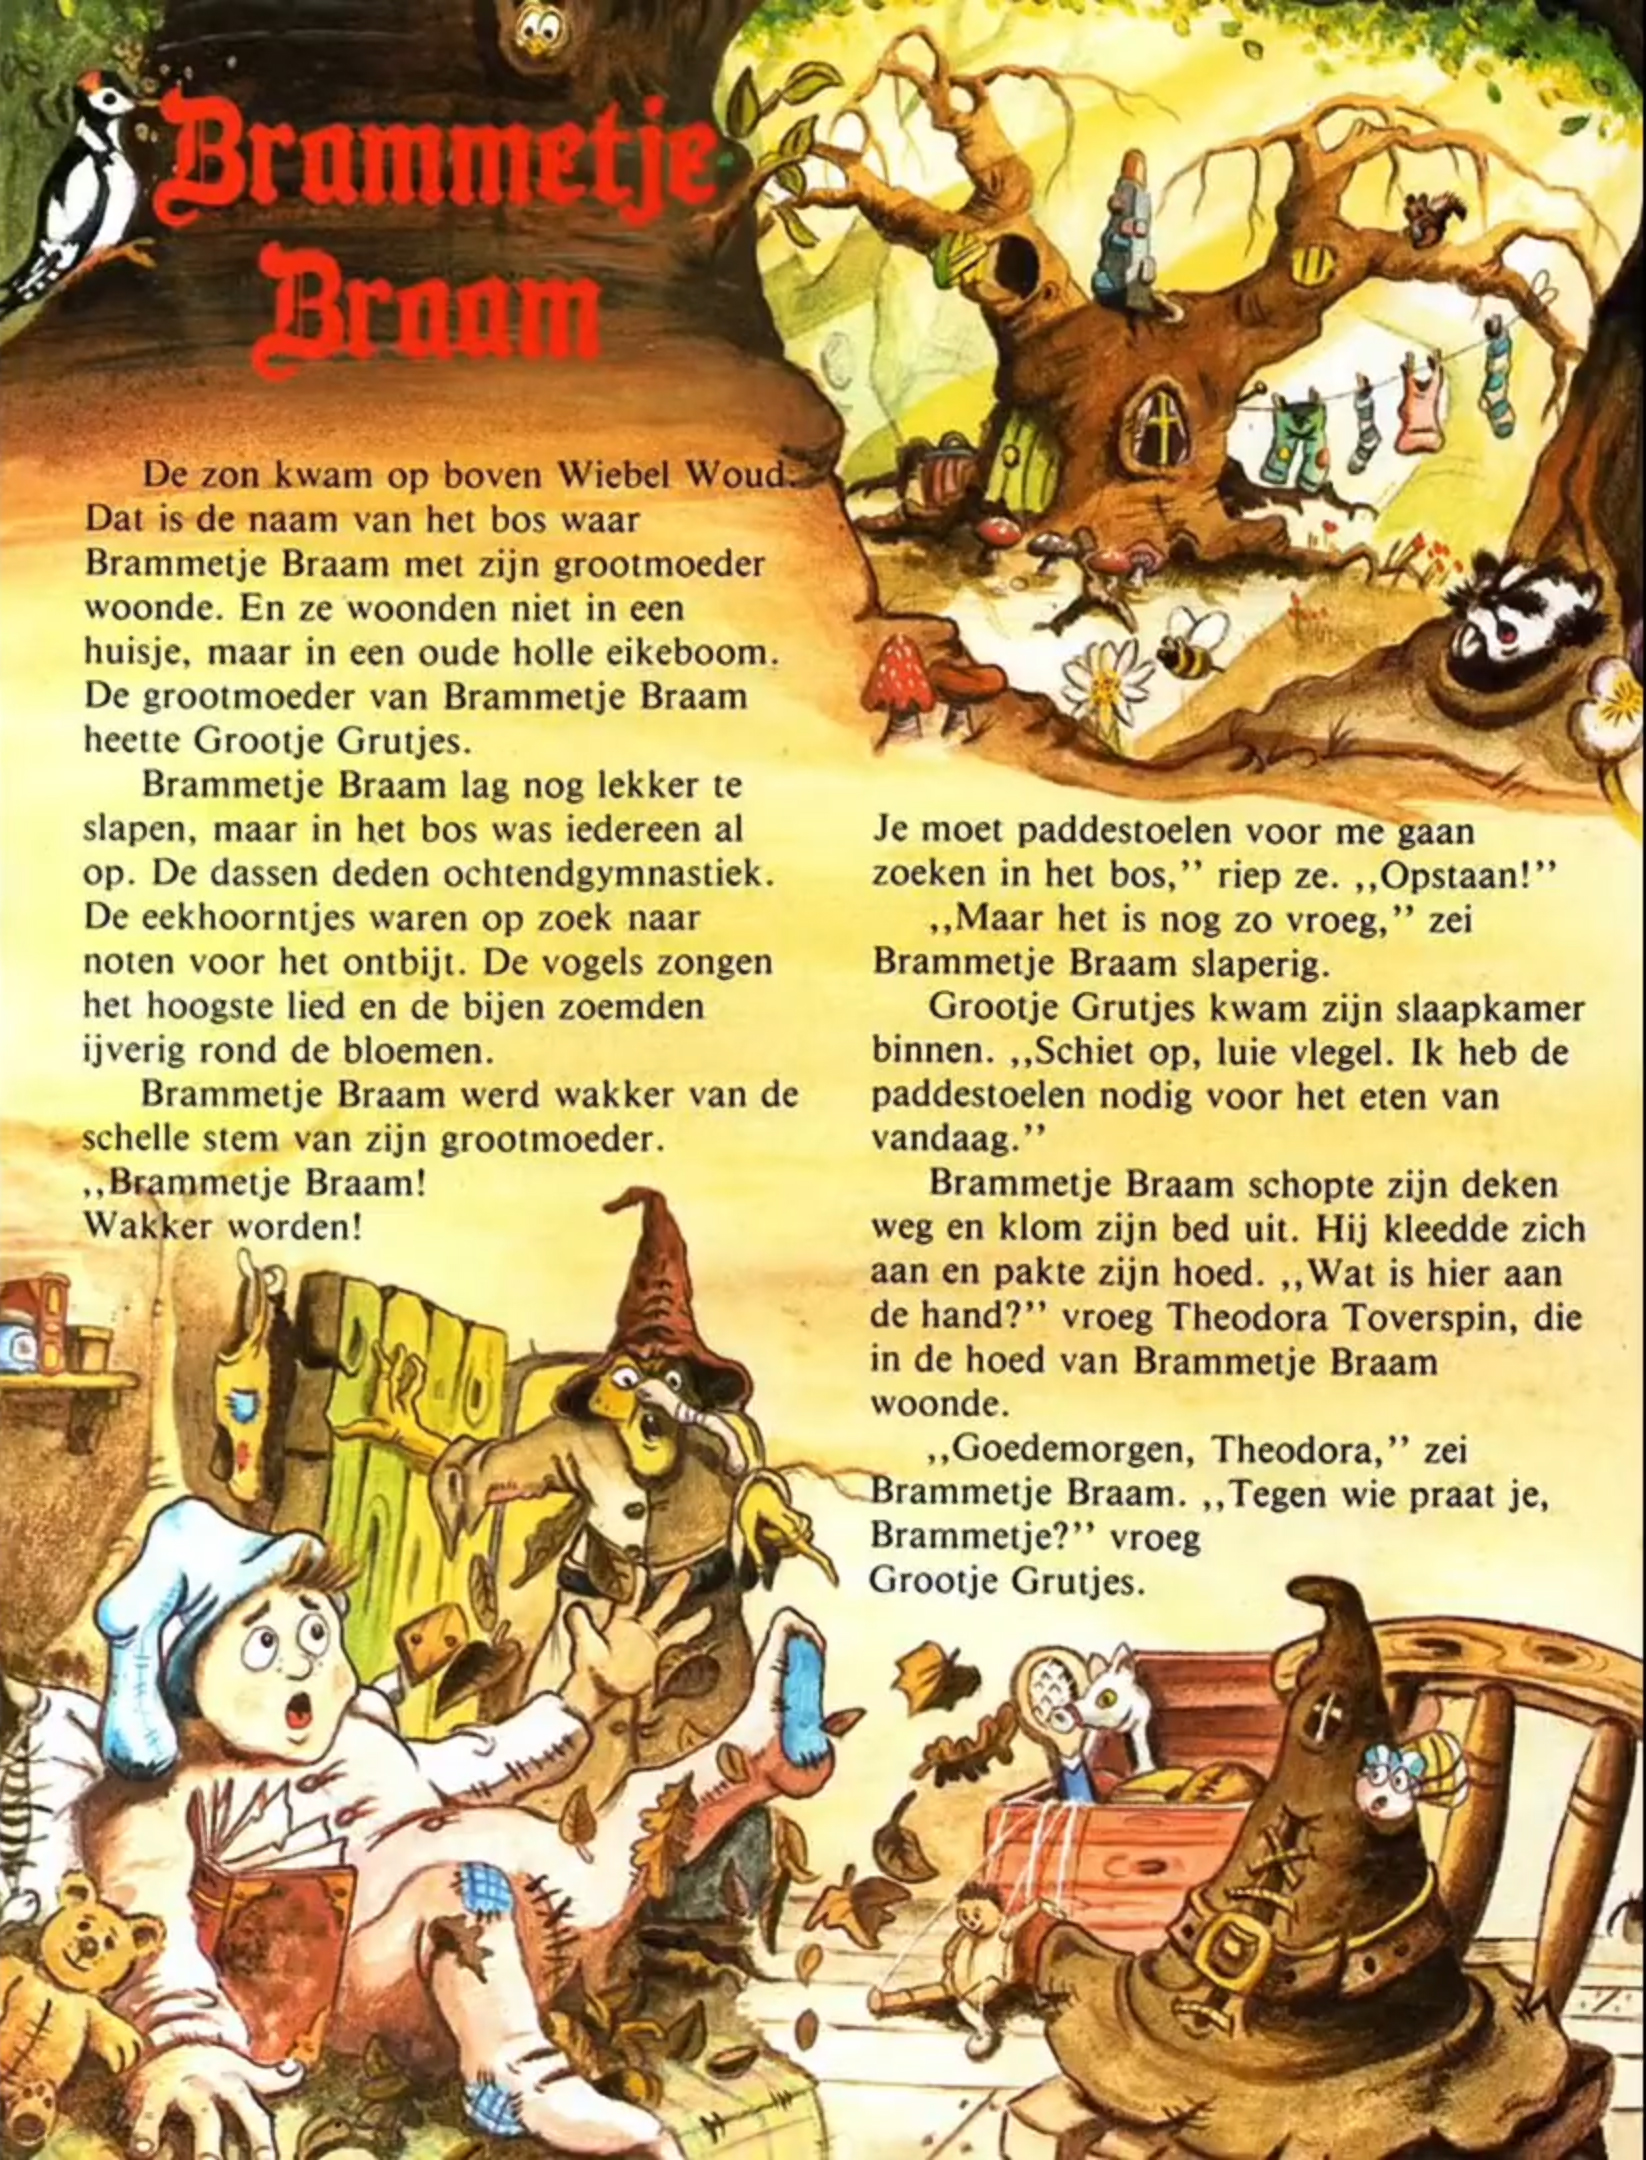 Brammetje
Braam
De zon kwam op boven Wiebel Woud.
Dat is de naam van het bos waar
Brammetje Braam met zijn grootmoeder
woonde. En ze woonden niet in een
huisje, maar in een oude holle eikeboom.
De grootmoeder van Brammetje Braam
heette Grootje Grutjes.
Brammetje Braam lag nog lekker te
slapen, maar in het bos was iedereen al
op. De dassen deden ochtendgymnastiek.
De eekhoorntjes waren op zoek naar
noten voor het ontbijt. De vogels zongen
het hoogste lied en de bijen zoemden
ijverig rond de bloemen.
Brammetje Braam werd wakker van de
schelle stem van zijn grootmoeder.
,,Brammetje Braam!
Wakker worden!
Je moet paddestoelen voor me gaan
zoeken in het bos,” riep ze. ,,Opstaan!”
,,Maar het is nog zo vroeg,” zei
Brammetje Braam slaperig.
Grootje Grutjes kwam zijn slaapkamer
binnen. ,,Schiet op, luie vlegel. Ik heb de
paddestoelen nodig voor het eten van
vandaag.”
Brammetje Braam schopte zijn deken
weg en klom zijn bed uit. Hij kleedde zich
aan en pakte zijn hoed. ,,Wat is hier aan
de hand?” vroeg Theodora Toverspin, die
in de hoed van Brammetje Braam
woonde.
,,Goedemorgen, Theodora,” zei
Brammetje Braam. ,,Tegen wie praat je,
Brammetje?” vroeg
Grootje Grutjes.